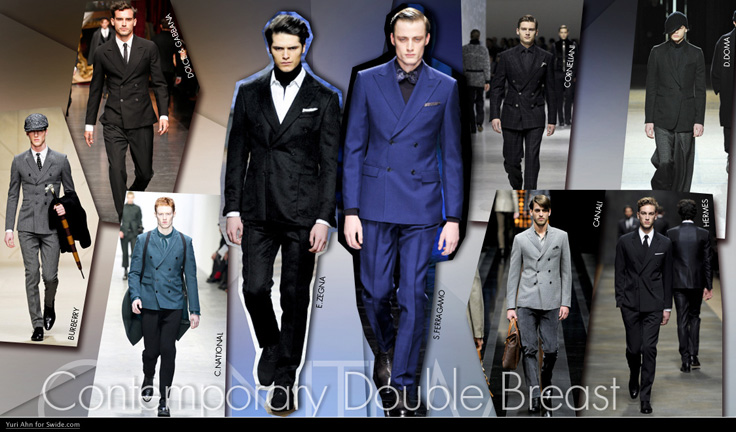 DOLCE & GABBANA
BURBERRY
C.NATIONAL
E.ZEGNA
S.FERRAGAMO
CORNELIANI
D.DOMA
CANALI
HERMES
Contemporary Double Breast
Yuri Ahn for Swide.com